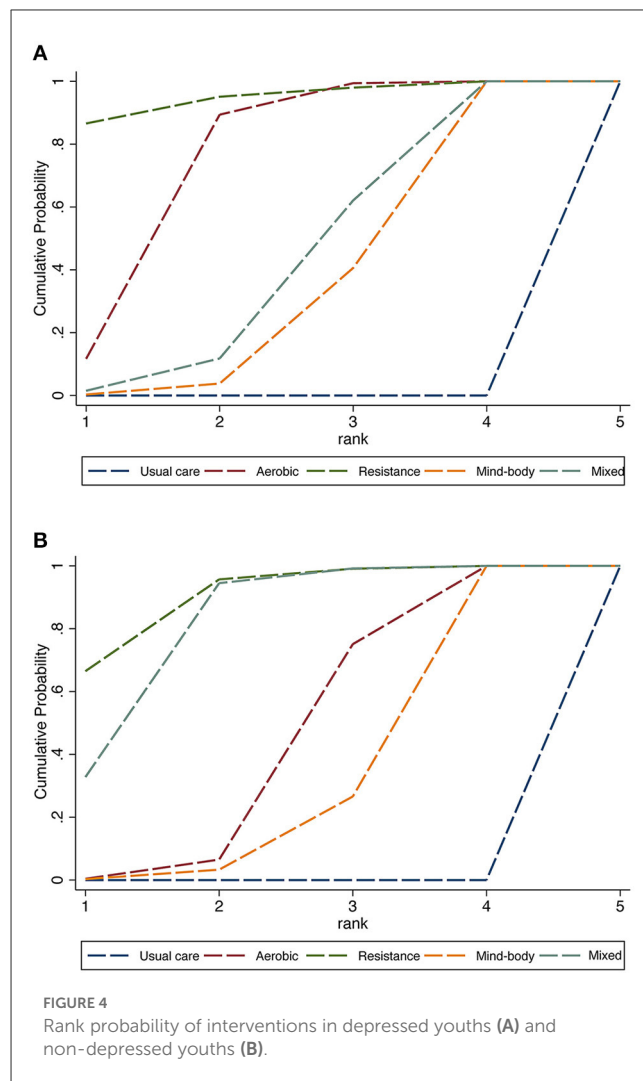 A
Cumulative Probability
1
.8
.6
.4
.2
0
1 2 3 4 5
rank
Usual care Aerobic Resistance Mind-body Mixed
B
Cumulative Probability
1
.8
.6
.4
.2
0
1 2 3 4 5
rank
Usual care Aerobic Resistance Mind-body Mixed
FIGURE 4
Rank probability of interventions in depressed youths (A) and
non-depressed youths (B).